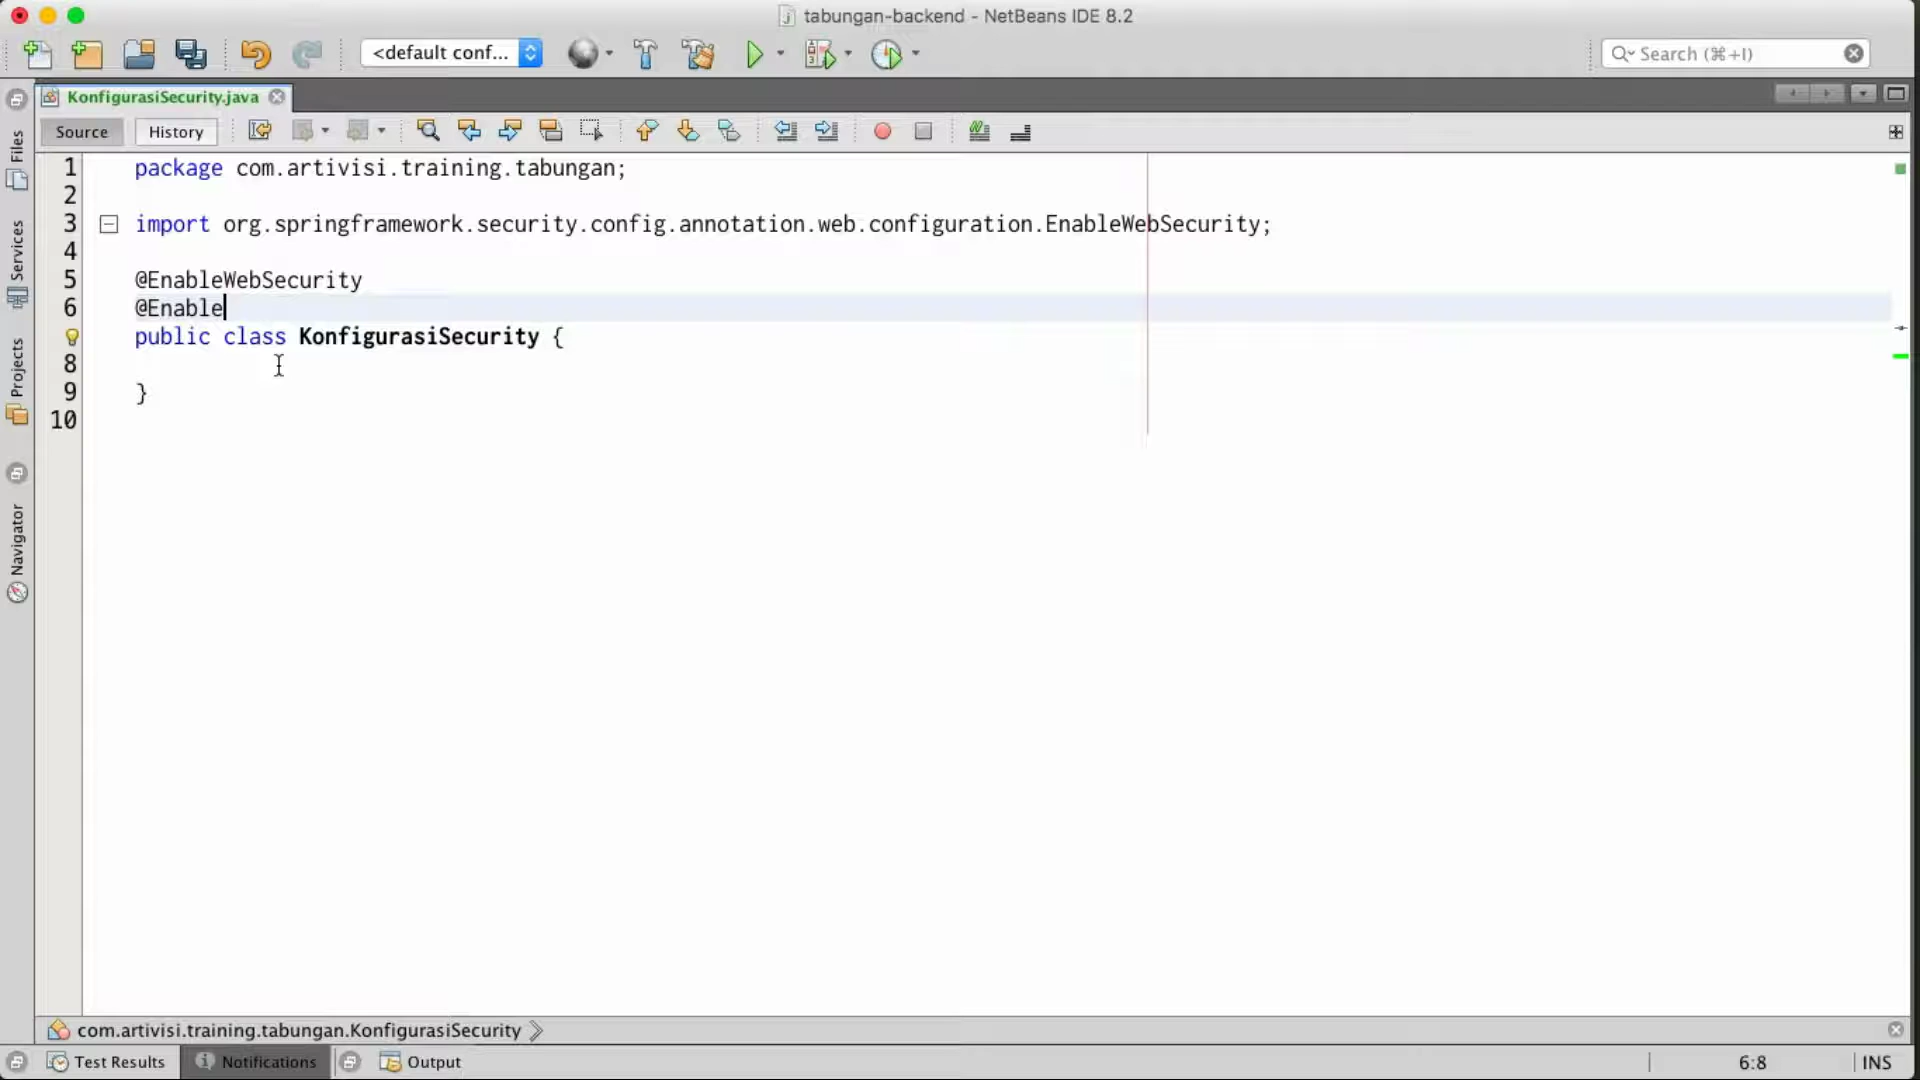 tabungan-backend - NetBeans IDE 8.2
<default conf...
Search (⌘+I)
KonfigurasiSecurity.java
Source
History
Files
Services
Projects
Navigator
1 package com.artivisi.training.tabungan;
2
3 import org.springframework.security.config.annotation.web.configuration.EnableWebSecurity;
4
5 @EnableWebSecurity
6 @Enable
public class KonfigurasiSecurity {
8
9 }
10
com.artivisi.training.tabungan.KonfigurasiSecurity
Test Results
Notifications
Output
6:8
INS